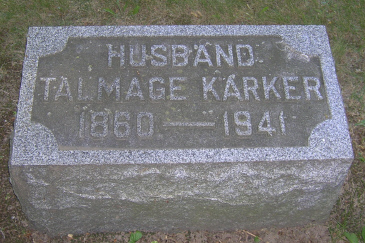 HUSBAND
TALMAGE KARKER
1860 — 1941